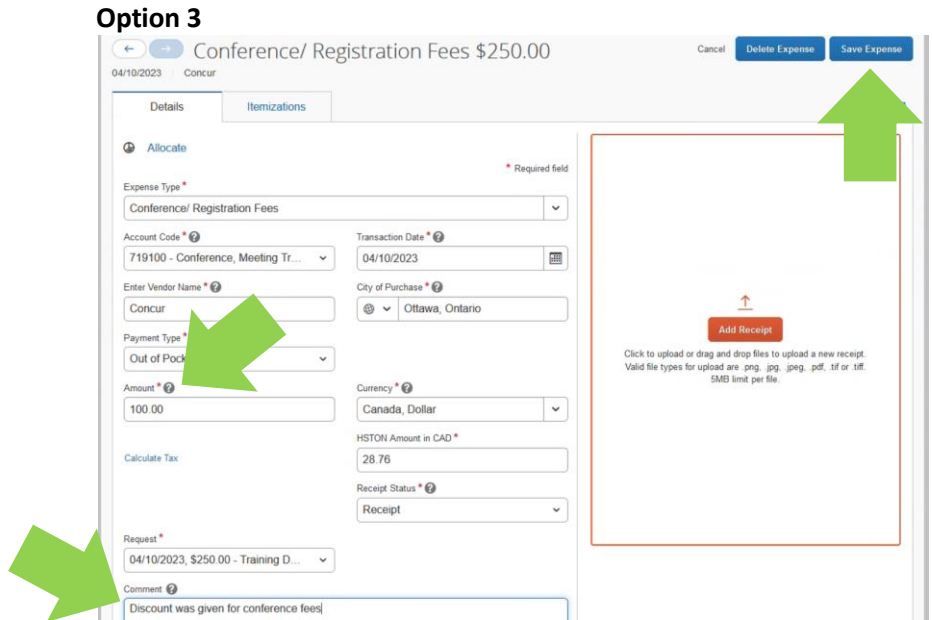 Option 3
Conference/ Registration Fees $250.00
Cancel
Delete Expense
Save Expense
04/10/2023 Concur
Details
Itemizations
Allocate
* Required field
Expense Type *
Conference/ Registration Fees
Account Code *
Transaction Date *
719100 - Conference, Meeting Tr...
04/10/2023
Enter Vendor Name *
City of Purchase *
Concur
Ottawa, Ontario
Payment Type *
Out of Pock
Amount *
Currency *
100.00
Canada, Dollar
HSTON Amount in CAD *
Calculate Tax
28.76
Receipt Status *
Receipt
Request *
04/10/2023, $250.00 - Training D...
Comment
Discount was given for conference fees
Add Receipt
Click to upload or drag and drop files to upload a new receipt.
Valid file types for upload are .png, .jpg, .jpeg, .pdf, .tif or .tiff.
5MB limit per file.